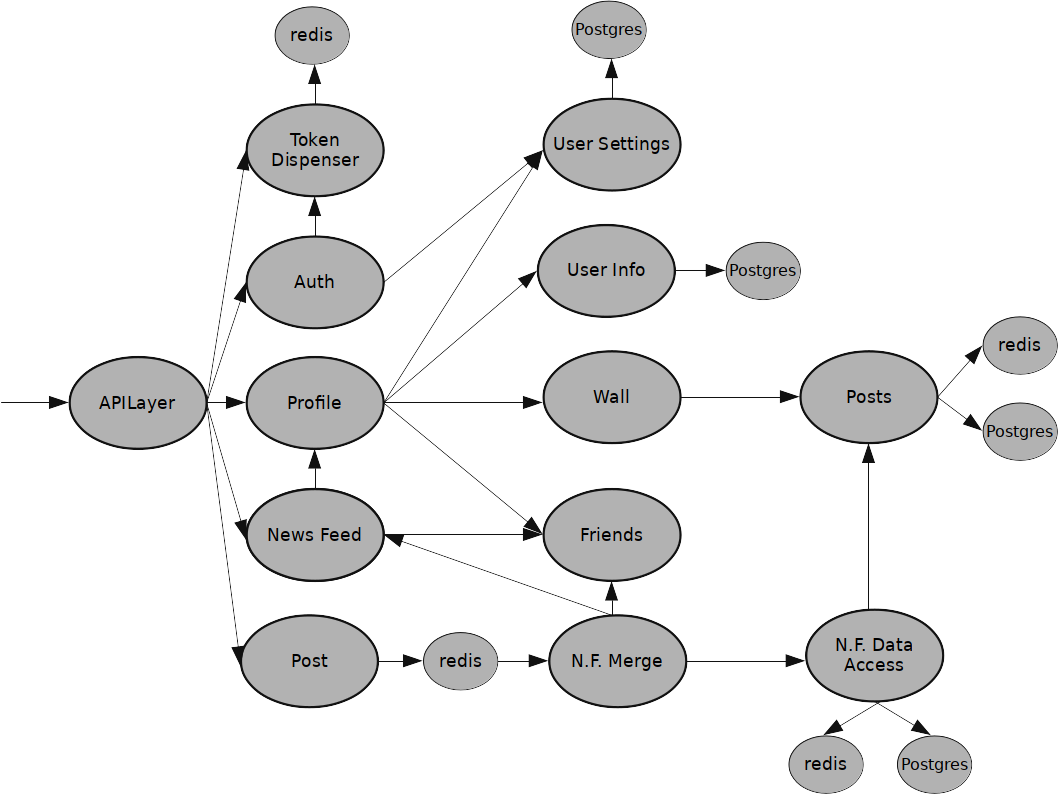 redis
Postgres
Token
Dispenser
User Settings
Auth
User Info
Postgres
redis
APILayer
Profile
Wall
Posts
Postgres
News Feed
Friends
Post
redis
N.F. Merge
N.F. Data
Access
redis
Postgres